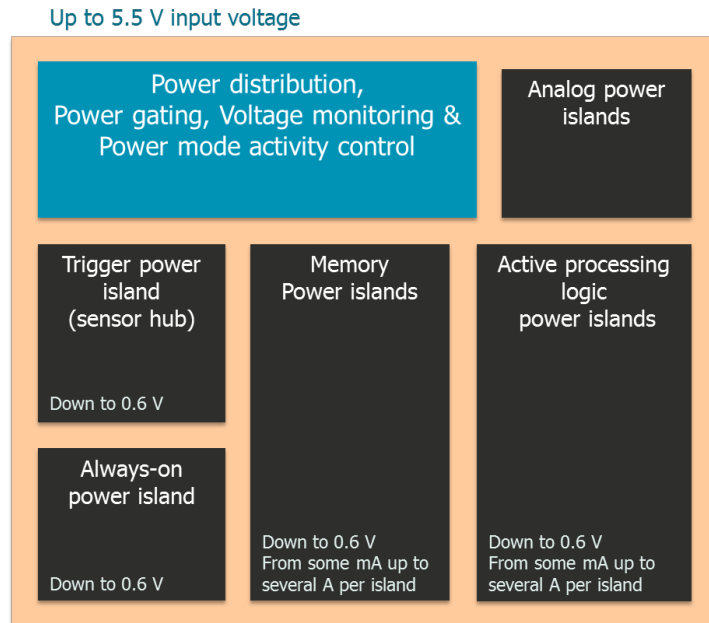 Up to 5.5 V input voltage
Power distribution,
Power gating, Voltage monitoring &
Power mode activity control
Analog power
islands
Trigger power
island
(sensor hub)
Down to 0.6 V
Memory
Power islands
Down to 0.6 V
From some mA up to
several A per island
Active processing
logic
power islands
Down to 0.6 V
From some mA up to
several A per island
Always-on
power island
Down to 0.6 V